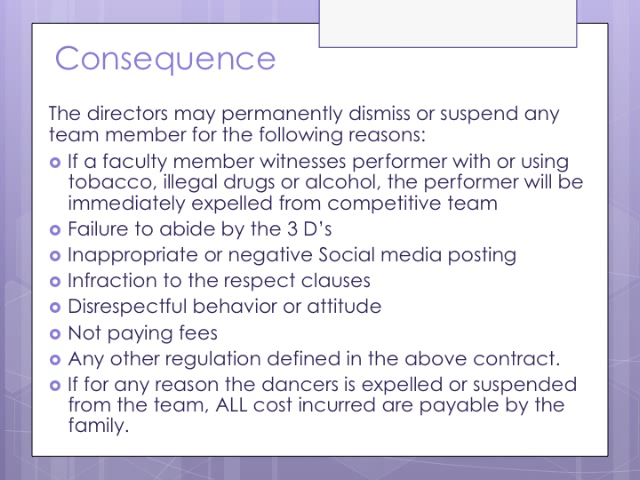 Consequence
The directors may permanently dismiss or suspend any
team member for the following reasons:
If a faculty member witnesses performer with or using
tobacco, illegal drugs or alcohol, the performer will be
immediately expelled from competitive team
Failure to abide by the 3 D's
Inappropriate or negative Social media posting
Infraction to the respect clauses
Disrespectful behavior or attitude
Not paying fees
Any other regulation defined in the above contract.
If for any reason the dancers is expelled or suspended
from the team, ALL cost incurred are payable by the
family.